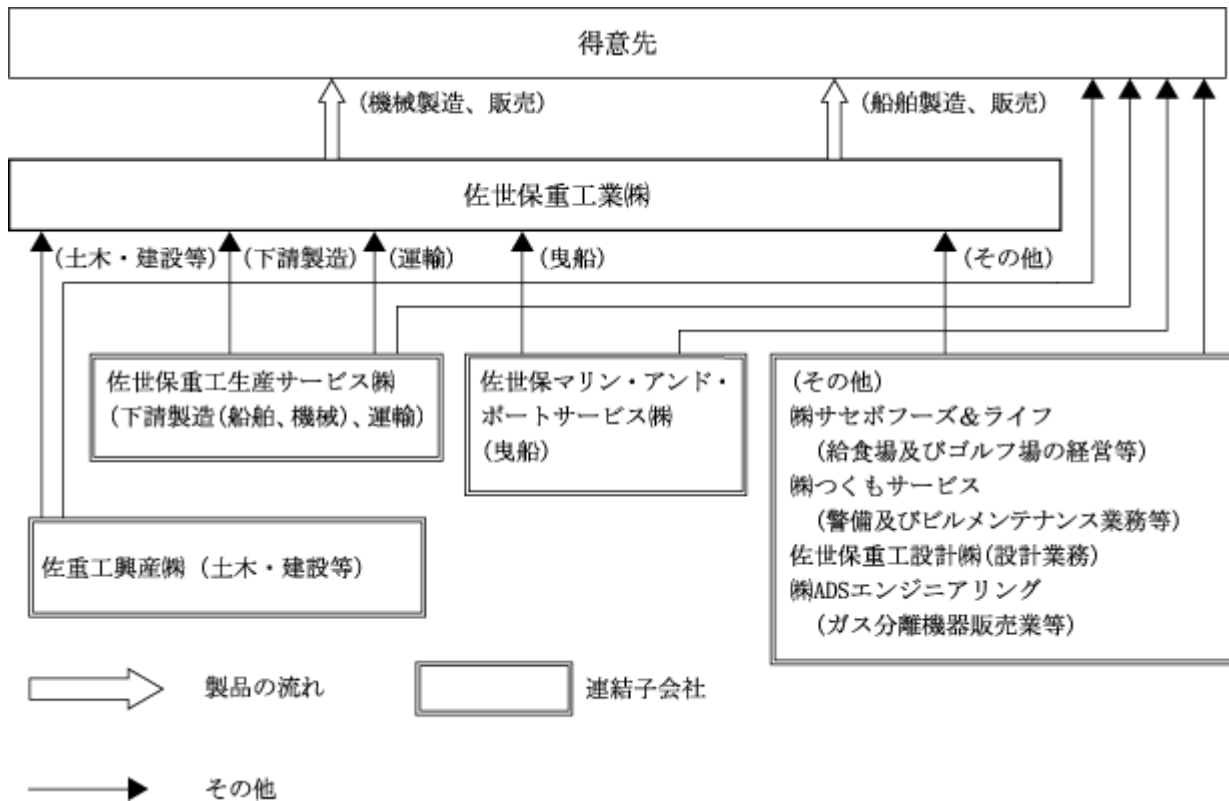 得意先
(機械製造、販売)
(船舶製造、販売)
佐世保重工業㈱
(土木・建設等)
(下請製造)
(運輸)
(曳船)
(その他)
佐世保重工生産サービス㈱
(下請製造(船舶、機械)、運輸)
佐世保マリン・アンド・
ポートサービス㈱
(曳船)
(その他)
㈱サセボフーズ＆ライフ
(給食場及びゴルフ場の経営等)
㈱つくもサービス
(警備及びビルメンテナンス業務等)
佐世保重工設計㈱(設計業務)
㈱ADSエンジニアリング
(ガス分離機器販売業等)
佐重工興産㈱ (土木・建設等)
製品の流れ
連結子会社
その他